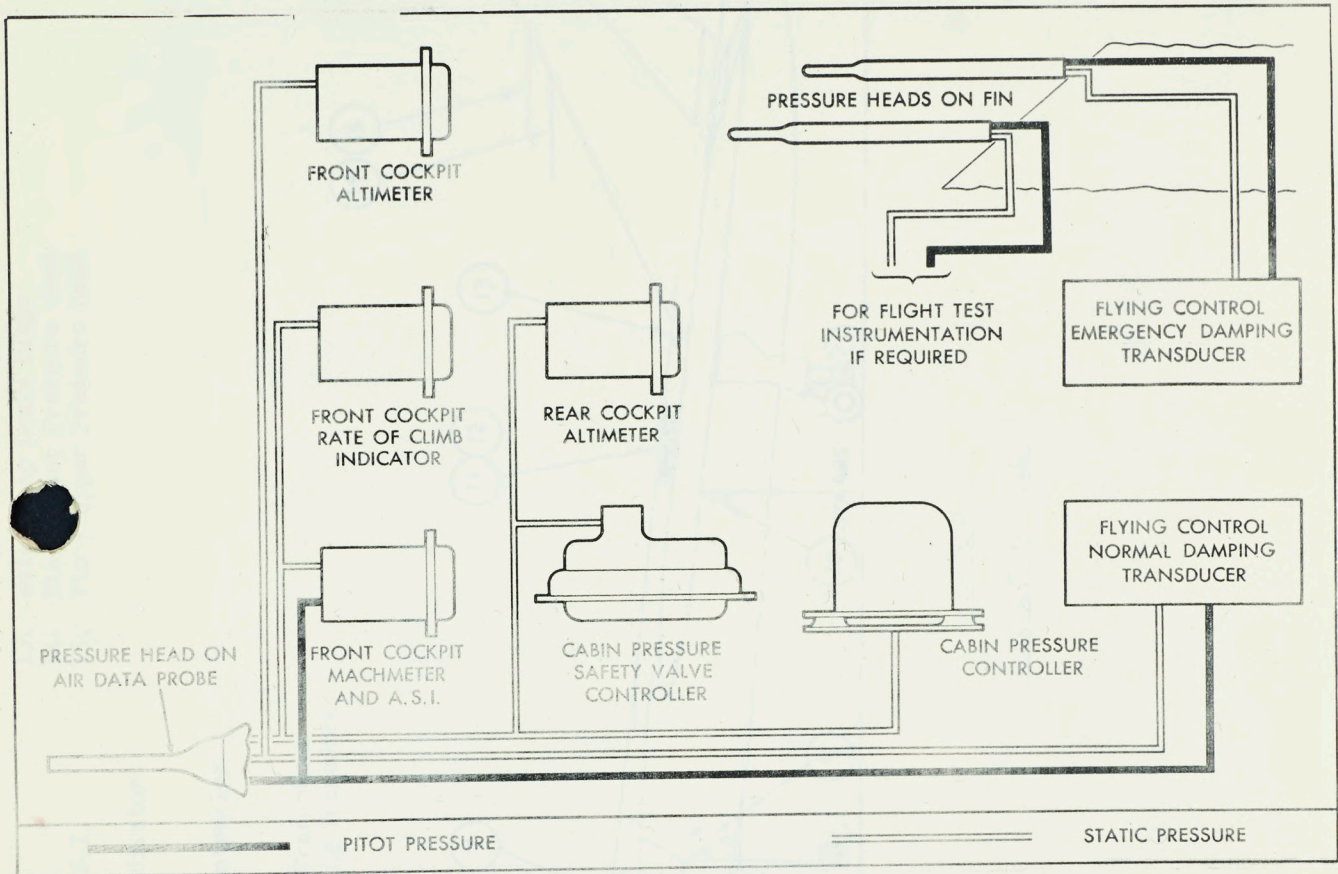 FRONT COCKPIT
ALTIMETER
PRESSURE HEADS ON FIN
FOR FLIGHT TEST
INSTRUMENTATION
IF REQUIRED
FLYING CONTROL
EMERGENCY DAMPING
TRANSDUCER
FRONT COCKPIT
RATE OF CLIMB
INDICATOR
REAR COCKPIT
ALTIMETER
FLYING CONTROL
NORMAL DAMPING
TRANSDUCER
PRESSURE HEAD ON
AIR DATA PROBE
FRONT COCKPIT
MACHMETER
AND A.S.I.
CABIN PRESSURE
SAFETY VALVE
CONTROLLER
CABIN PRESSURE
CONTROLLER
PITOT PRESSURE
STATIC PRESSURE